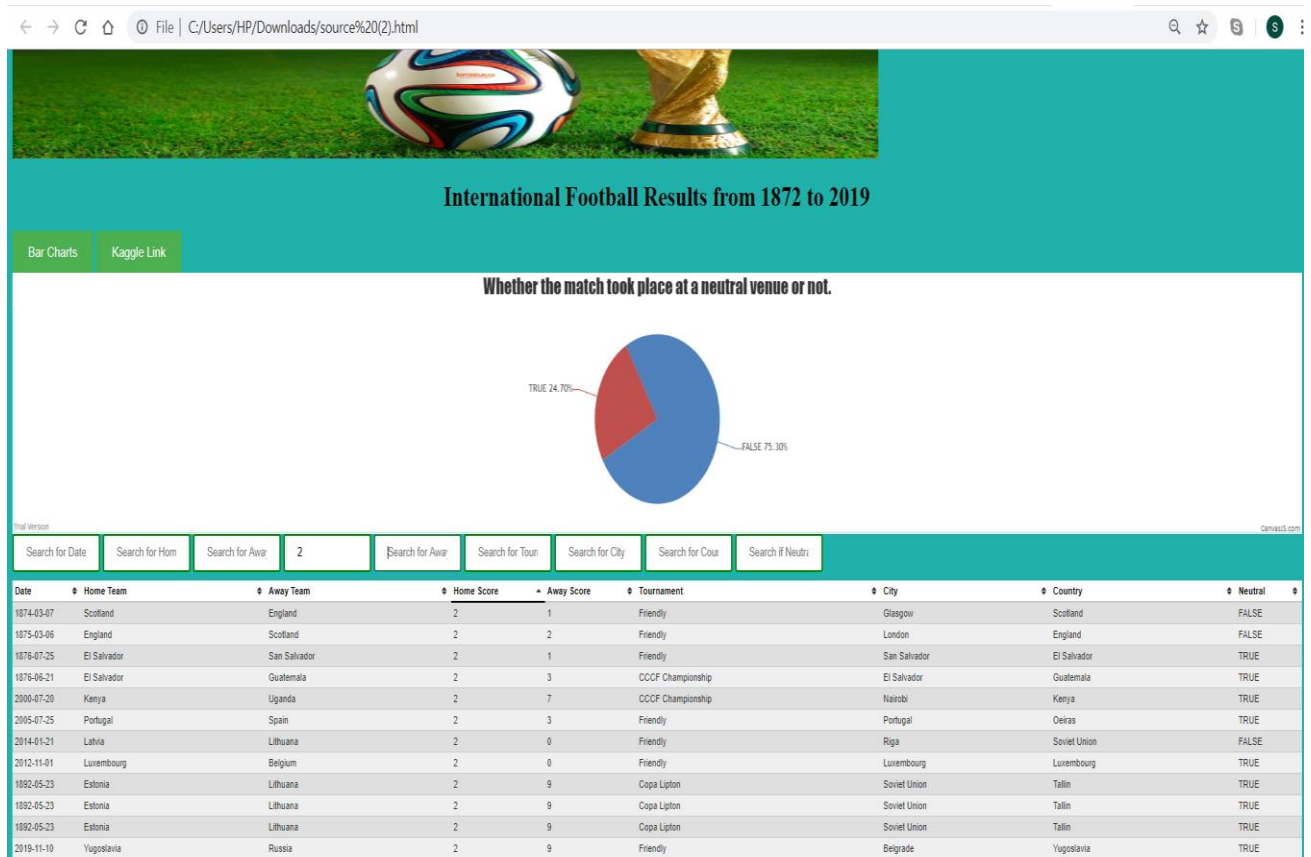 File | C:/Users/HP/Downloads/source%20(2).html
S
International Football Results from 1872 to 2019
Bar Charts Kaggle Link
Whether the match took place at a neutral venue or not.
TRUE 24.70%
FALSE 75.30%
Trial Version CanvasJS.com
Search for Date Search for Hom Search for Awa 2 Search for Awa Search for Tour Search for City Search for Cou Search if Neutra
Date Home Team Away Team Home Score Away Score Tournament City Country Neutral
1874-03-07 Scotland England 2 1 Friendly Glasgow Scotland FALSE
1875-03-06 England Scotland 2 2 Friendly London England FALSE
1876-07-25 El Salvador San Salvador 2 1 Friendly San Salvador El Salvador TRUE
1876-06-21 El Salvador Guatemala 2 3 CCCF Championship El Salvador Guatemala TRUE
2000-07-20 Kenya Uganda 2 7 CCCF Championship Nairobi Kenya TRUE
2005-07-25 Portugal Spain 2 3 Friendly Portugal Oeiras TRUE
2014-01-21 Latvia Lithuana 2 0 Friendly Riga Soviet Union FALSE
2012-11-01 Luxembourg Belgium 2 0 Friendly Luxembourg Luxembourg TRUE
1892-05-23 Estonia Lithuana 2 9 Copa Lipton Soviet Union Tallin TRUE
1892-05-23 Estonia Lithuana 2 9 Copa Lipton Soviet Union Tallin TRUE
1892-05-23 Estonia Lithuana 2 9 Copa Lipton Soviet Union Tallin TRUE
2019-11-10 Yugoslavia Russia 2 9 Friendly Belgrade Yugoslavia TRUE